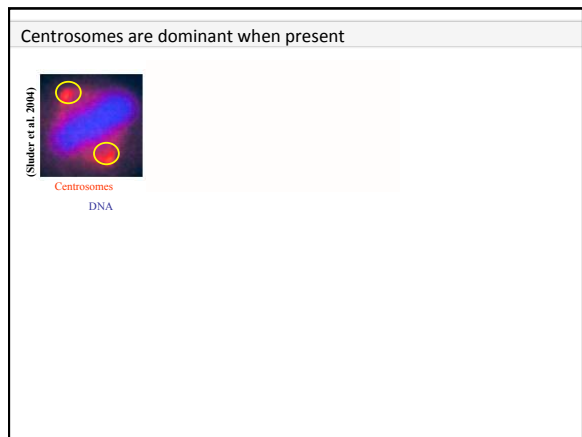 Centrosomes are dominant when present
(Sluder et al. 2004)
Centrosomes
DNA